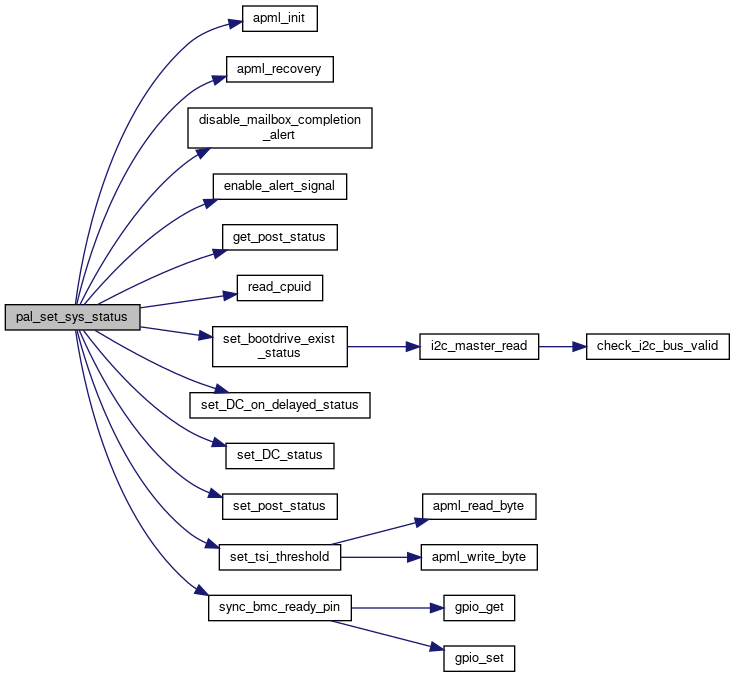 apml_init
apml_recovery
disable_mailbox_completion
_alert
enable_alert_signal
get_post_status
read_cpuid
pal_set_sys_status
set_bootdrive_exist
_status
i2c_master_read
check_i2c_bus_valid
set_DC_on_delayed_status
set_DC_status
set_post_status
apml_read_byte
set_tsi_threshold
apml_write_byte
sync_bmc_ready_pin
gpio_get
gpio_set